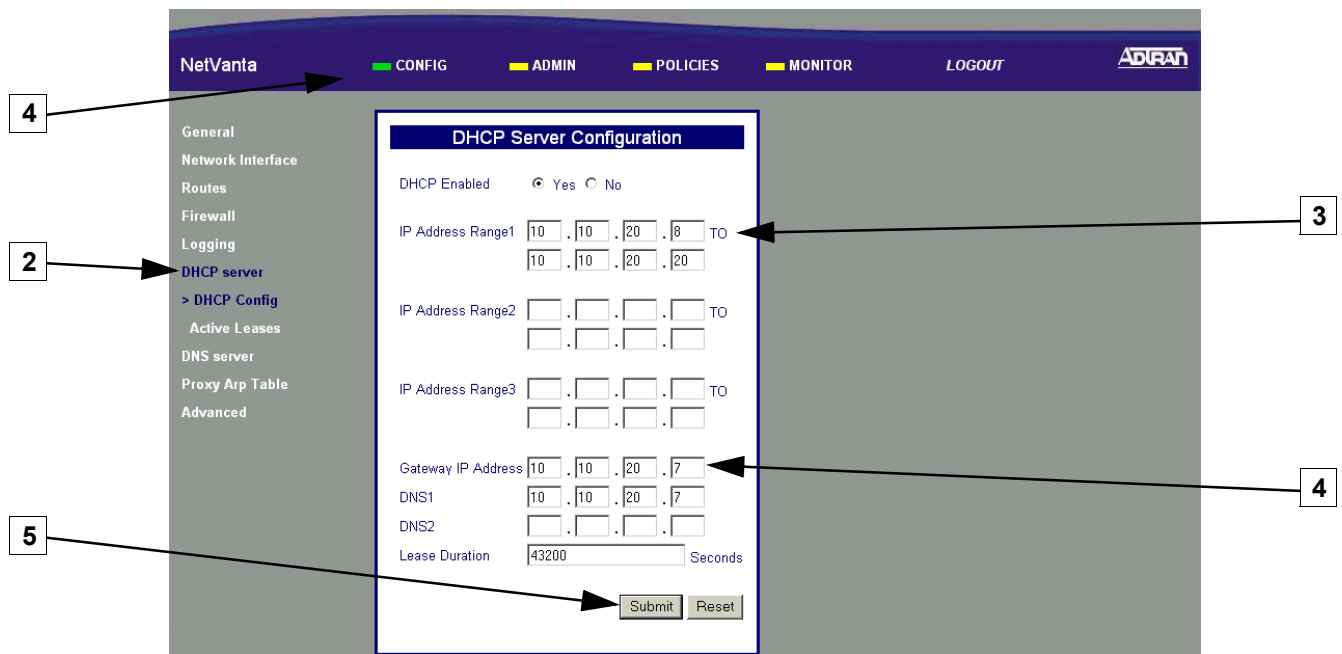 NetVanta CONFIG ADMIN POLICIES MONITOR LOGOUT ADTRAN
4
General
Network Interface
Routes
Firewall
Logging
2
DHCP server
> DHCP Config
Active Leases
DNS server
Proxy Arp Table
Advanced
DHCP Server Configuration
DHCP Enabled Yes No
IP Address Range1 10 . 10 . 20 . 8 TO
10 . 10 . 20 . 20
3
IP Address Range2 . . . TO
. . .
IP Address Range3 . . . TO
. . .
Gateway IP Address 10 . 10 . 20 . 7
4
DNS1 10 . 10 . 20 . 7
DNS2 . . .
5
Lease Duration 43200 Seconds
Submit Reset